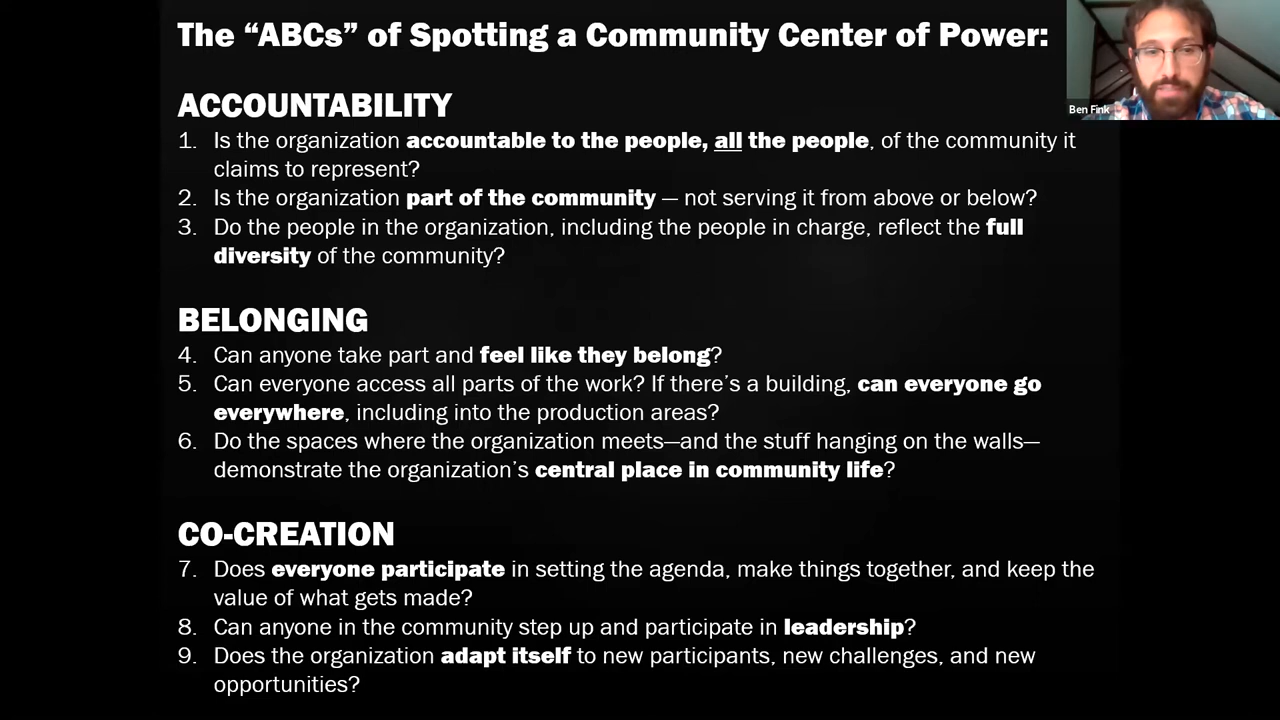 The “ABCs” of Spotting a Community Center of Power:
Ben Fink
ACCOUNTABILITY
1. Is the organization accountable to the people, all the people, of the community it
claims to represent?
2. Is the organization part of the community — not serving it from above or below?
3. Do the people in the organization, including the people in charge, reflect the full
diversity of the community?
BELONGING
4. Can anyone take part and feel like they belong?
5. Can everyone access all parts of the work? If there’s a building, can everyone go
everywhere, including into the production areas?
6. Do the spaces where the organization meets—and the stuff hanging on the walls—
demonstrate the organization’s central place in community life?
CO-CREATION
7. Does everyone participate in setting the agenda, make things together, and keep the
value of what gets made?
8. Can anyone in the community step up and participate in leadership?
9. Does the organization adapt itself to new participants, new challenges, and new
opportunities?